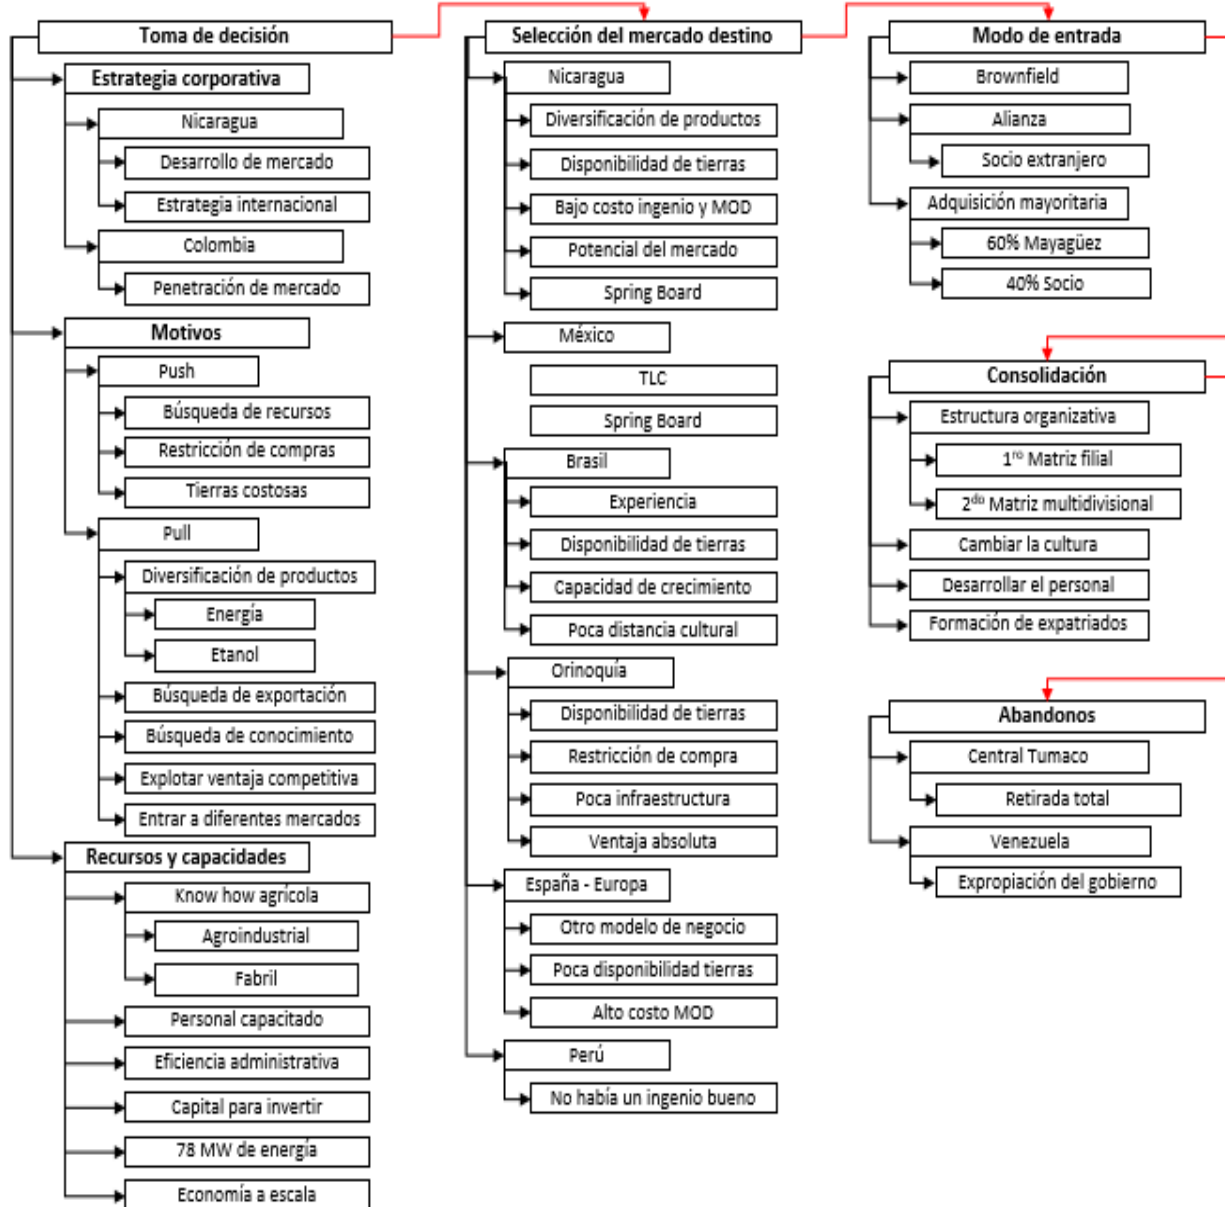 Toma de decisión
Estrategia corporativa
Nicaragua
Desarrollo de mercado
Estrategia internacional
Colombia
Penetración de mercado
Motivos
Push
Búsqueda de recursos
Restricción de compras
Tierras costosas
Pull
Diversificación de productos
Energía
Etanol
Búsqueda de exportación
Búsqueda de conocimiento
Explotar ventaja competitiva
Entrar a diferentes mercados
Recursos y capacidades
Know how agrícola
Agroindustrial
Fabril
Personal capacitado
Eficiencia administrativa
Capital para invertir
78 MW de energía
Economía a escala
Selección del mercado destino
Nicaragua
Diversificación de productos
Disponibilidad de tierras
Bajo costo ingenio y MOD
Potencial del mercado
Spring Board
México
TLC
Spring Board
Brasil
Experiencia
Disponibilidad de tierras
Capacidad de crecimiento
Poca distancia cultural
Orinoquía
Disponibilidad de tierras
Restricción de compra
Poca infraestructura
Ventaja absoluta
España - Europa
Otro modelo de negocio
Poca disponibilidad tierras
Alto costo MOD
Perú
No había un ingenio bueno
Modo de entrada
Brownfield
Alianza
Socio extranjero
Adquisición mayoritaria
60% Mayagüez
40% Socio
Consolidación
Estructura organizativa
1ro Matriz filial
2do Matriz multidivisional
Cambiar la cultura
Desarrollar el personal
Formación de expatriados
Abandonos
Central Tumaco
Retirada total
Venezuela
Expropiación del gobierno